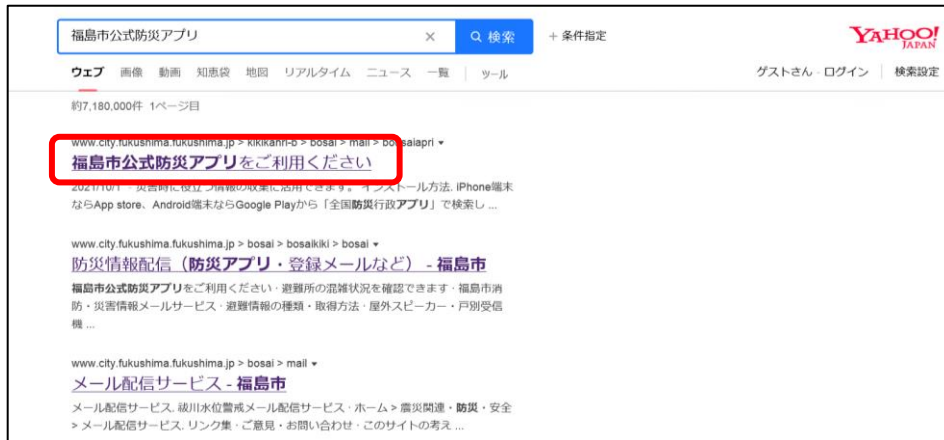 福島市公式防災アプリ × 検索 +条件指定 YAHOO! JAPAN
ウェブ 画像 動画 知恵袋 地図 リアルタイム ニュース 一覧 ツール ゲストさん ログイン 検索設定
約7,180,000件 1ページ目
www.city.fukushima.fukushima.jp > kikikanri-b > bosai > mail > bousaiapri
福島市公式防災アプリをご利用ください
2021/10/1 · 災害時に役立つ情報の収集に活用できます。 インストール方法. iPhone端末
ならApp store、Android端末ならGoogle Playから「全国防災行政アプリ」で検索し ...
www.city.fukushima.fukushima.jp > bosai > bosaikiki > bosai
防災情報配信（防災アプリ・登録メールなど） - 福島市
福島市公式防災アプリをご利用ください · 避難所の混雑状況を確認できます · 福島市消
防・災害情報メールサービス · 避難情報の種類・取得方法 · 屋外スピーカー・戸別受信
機 ...
www.city.fukushima.fukushima.jp > bosai > mail
メール配信サービス - 福島市
メール配信サービス. 祓川水位警戒メール配信サービス · ホーム > 震災関連・防災・安全
> メール配信サービス. リンク集 · ご意見・お問い合わせ · このサイトの考え ...